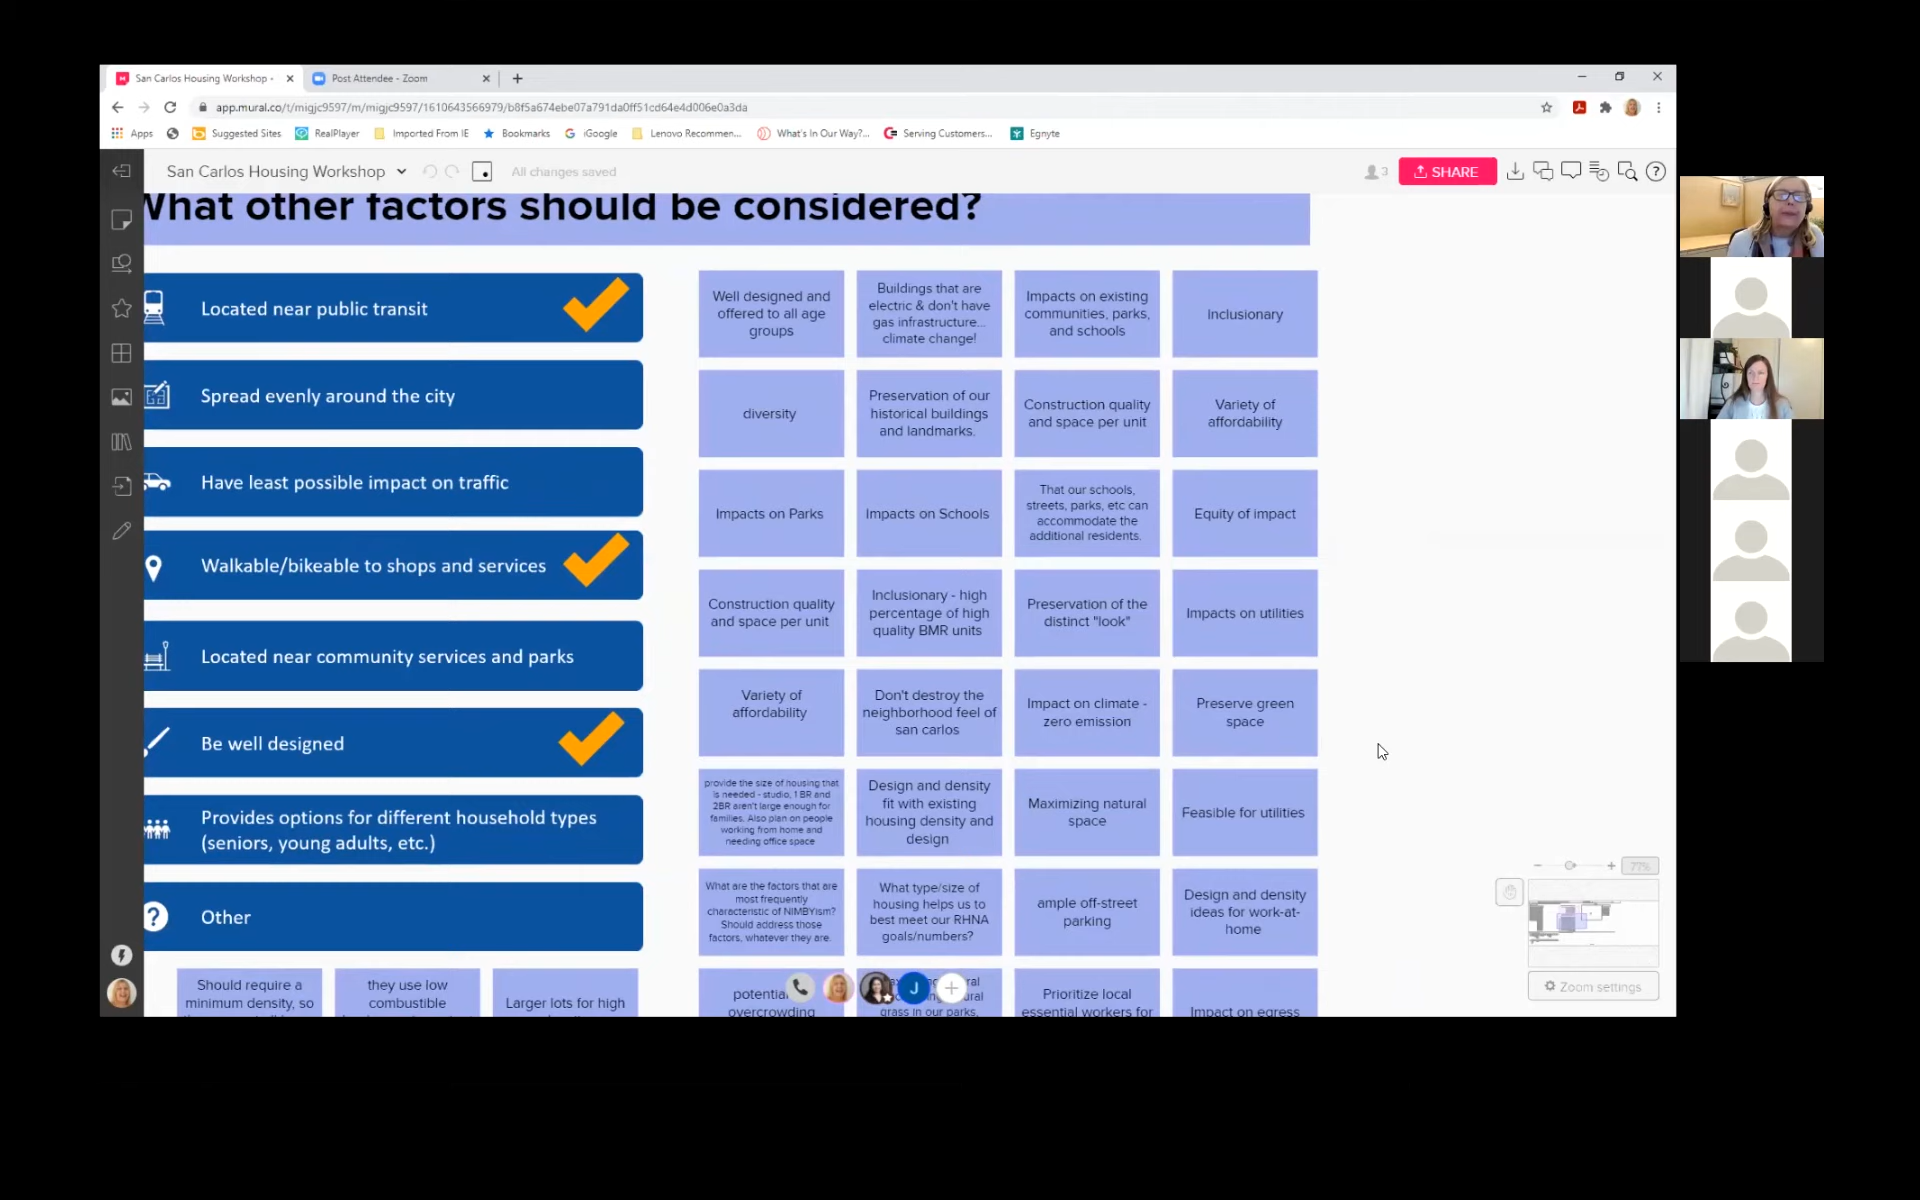 San Carlos Housing Workshop -
Post Attendee - Zoom
app.mural.co/t/migjc9597/m/migjc9597/1610643566979/b8f5a674ebe07a791da0ff51cd64e4d006e0a3da
Apps
Suggested Sites
RealPlayer
Imported From IE
Bookmarks
iGoogle
Lenovo Recommen...
What's In Our Way?...
Serving Customers...
Egnyte
San Carlos Housing Workshop
All changes saved
3
SHARE
What other factors should be considered?
Located near public transit
Spread evenly around the city
Have least possible impact on traffic
Walkable/bikeable to shops and services
Located near community services and parks
Be well designed
Provides options for different household types
(seniors, young adults, etc.)
Other
Should require a
minimum density, so
they use low
combustible
Larger lots for high
Well designed and
offered to all age
groups
Buildings that are
electric & don't have
gas infrastructure...
climate change!
Impacts on existing
communities, parks,
and schools
Inclusionary
diversity
Preservation of our
historical buildings
and landmarks.
Construction quality
and space per unit
Variety of
affordability
Impacts on Parks
Impacts on Schools
That our schools,
streets, parks, etc can
accommodate the
additional residents.
Equity of impact
Construction quality
and space per unit
Inclusionary - high
percentage of high
quality BMR units
Preservation of the
distinct "look"
Impacts on utilities
Variety of
affordability
Don't destroy the
neighborhood feel of
san carlos
Impact on climate -
zero emission
Preserve green
space
provide the size of housing that
is needed - studio, 1 BR and
2BR aren't large enough for
families. Also plan on people
working from home and
needing office space
Design and density
fit with existing
housing density and
design
Maximizing natural
space
Feasible for utilities
What are the factors that are
most frequently
characteristic of NIMBYism?
Should address those
factors, whatever they are.
What type/size of
housing helps us to
best meet our RHNA
goals/numbers?
ample off-street
parking
Design and density
ideas for work-at-
home
potential
overcrowding
grass in our parks,
Prioritize local
essential workers for
Impact on egress
J
77%
Zoom settings